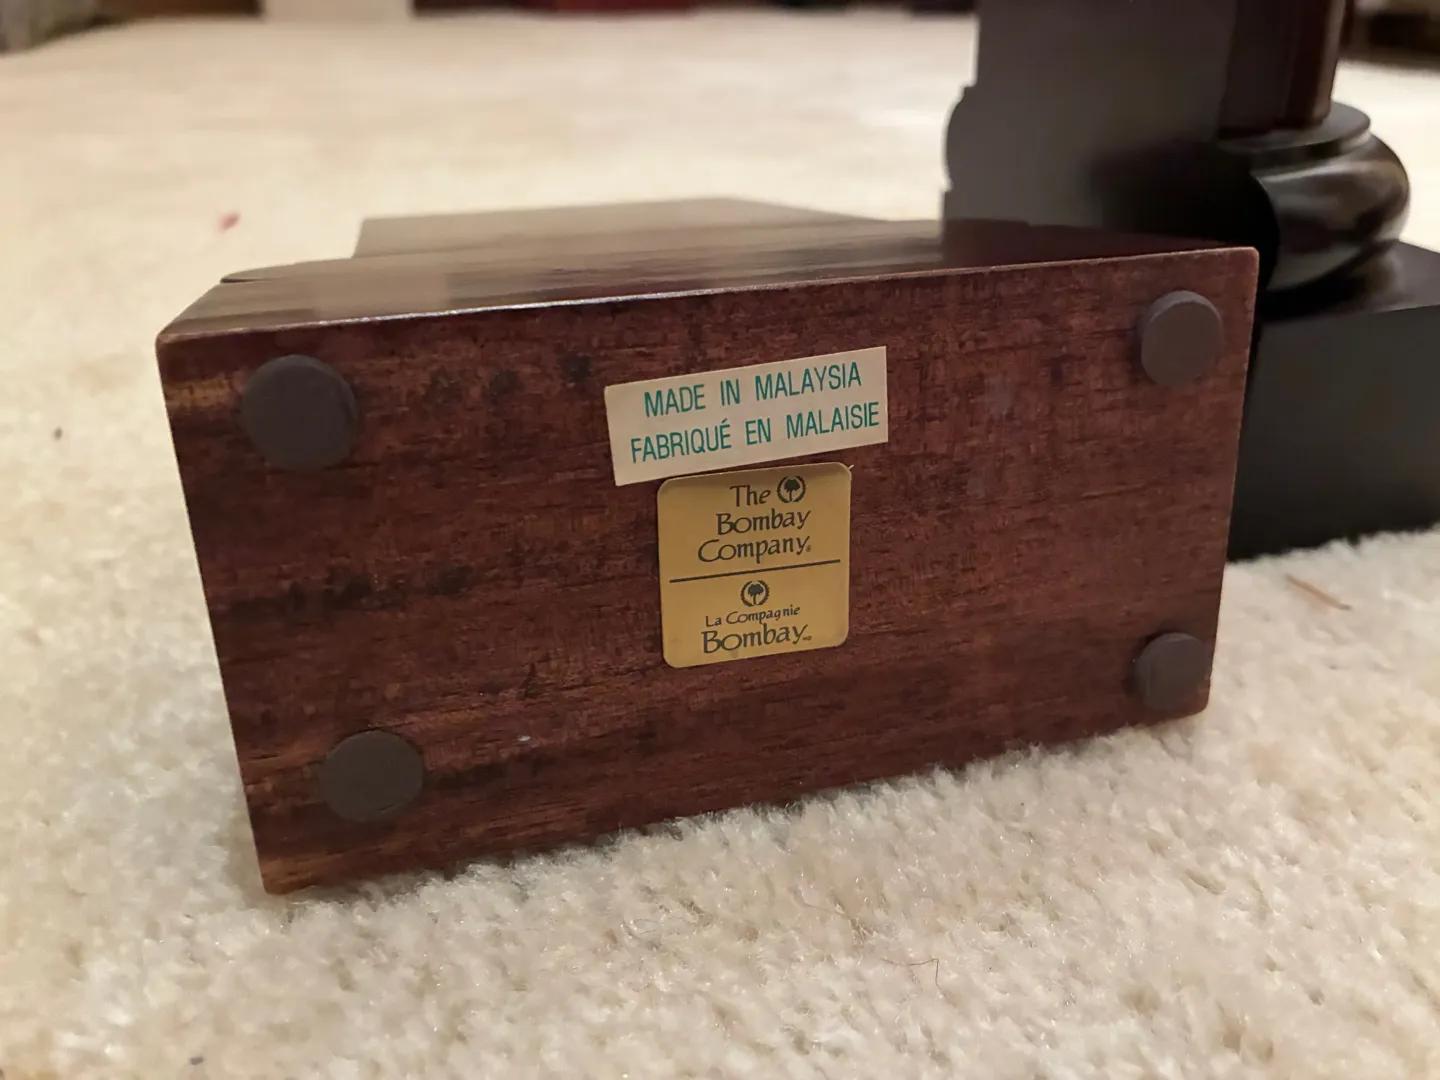 MADE IN MALAYSIA
FABRIQUÉ EN MALAISIE
The
Bombay
Company®
La Compagnie
Bombay